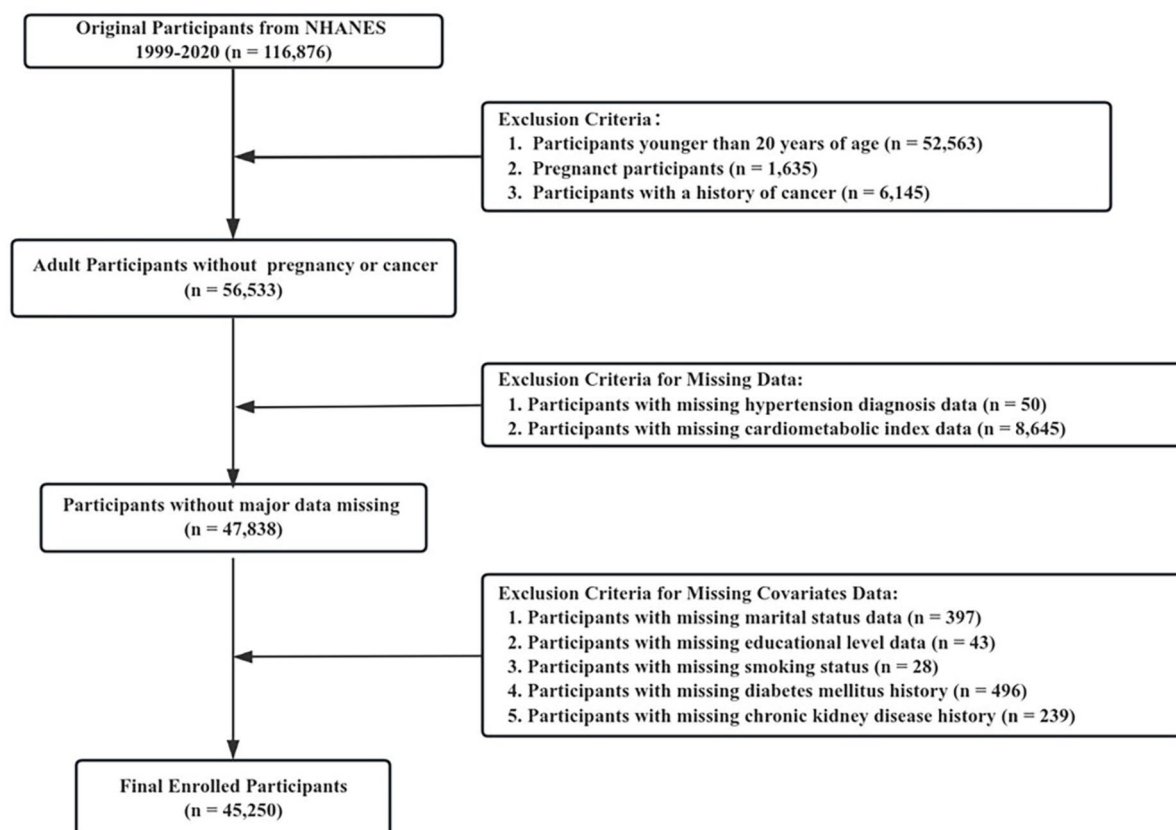 Original Participants from NHANES
1999-2020 (n = 116,876)
Exclusion Criteria：
1. Participants younger than 20 years of age (n = 52,563)
2. Pregnanct participants (n = 1,635)
3. Participants with a history of cancer (n = 6,145)
Adult Participants without pregnancy or cancer
(n = 56,533)
Exclusion Criteria for Missing Data:
1. Participants with missing hypertension diagnosis data (n = 50)
2. Participants with missing cardiometabolic index data (n = 8,645)
Participants without major data missing
(n = 47,838)
Exclusion Criteria for Missing Covariates Data:
1. Participants with missing marital status data (n = 397)
2. Participants with missing educational level data (n = 43)
3. Participants with missing smoking status (n = 28)
4. Participants with missing diabetes mellitus history (n = 496)
5. Participants with missing chronic kidney disease history (n = 239)
Final Enrolled Participants
(n = 45,250)